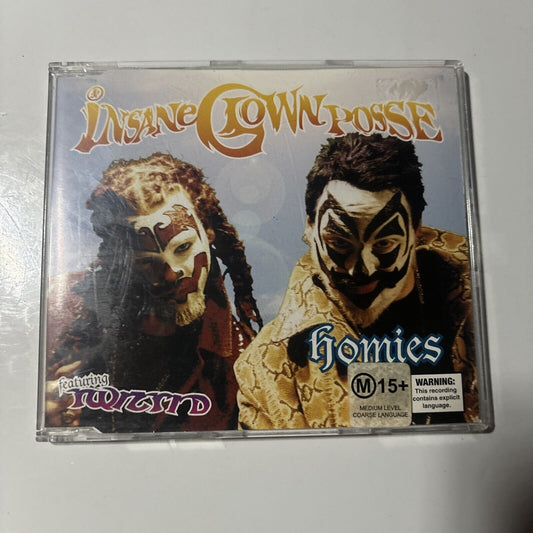 iNSANE CLOWN POSSE
homies
featuring
TWIZTID
M 15+
MEDIUM LEVEL
COARSE LANGUAGE
WARNING:
This recording
contains explicit
language.